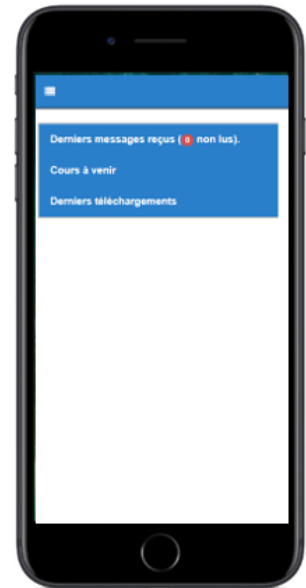 Derniers messages reçus (0 non lus).
Cours à venir
Derniers téléchargements